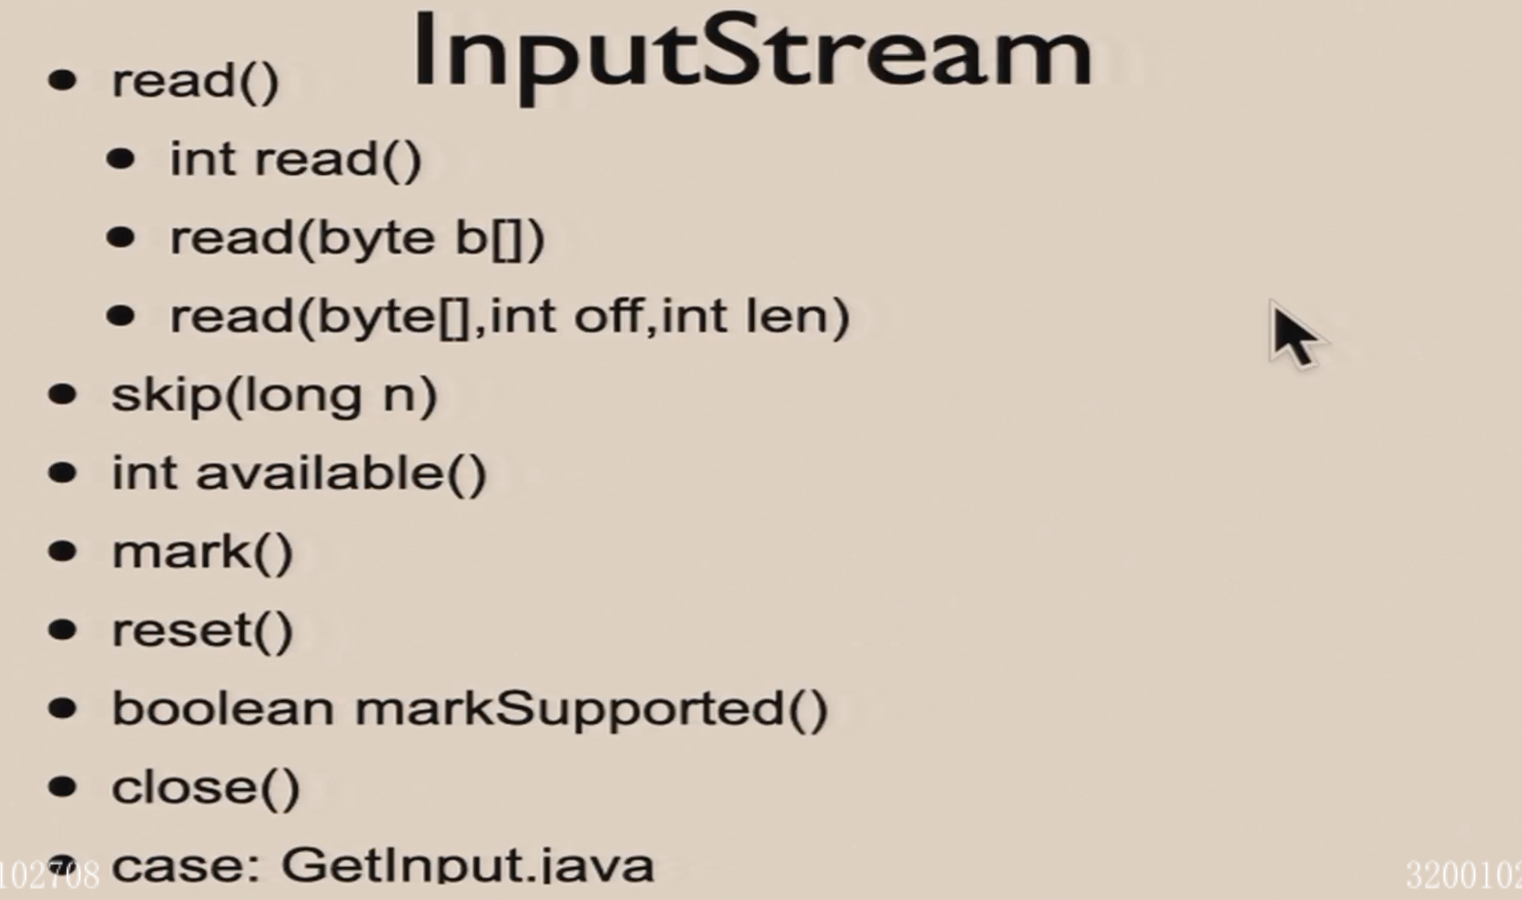 InputStream
read()
int read()
read(byte b[])
read(byte[],int off,int len)
skip(long n)
int available()
mark()
reset()
boolean markSupported()
close()
case: GetInput.java
102708
3200102